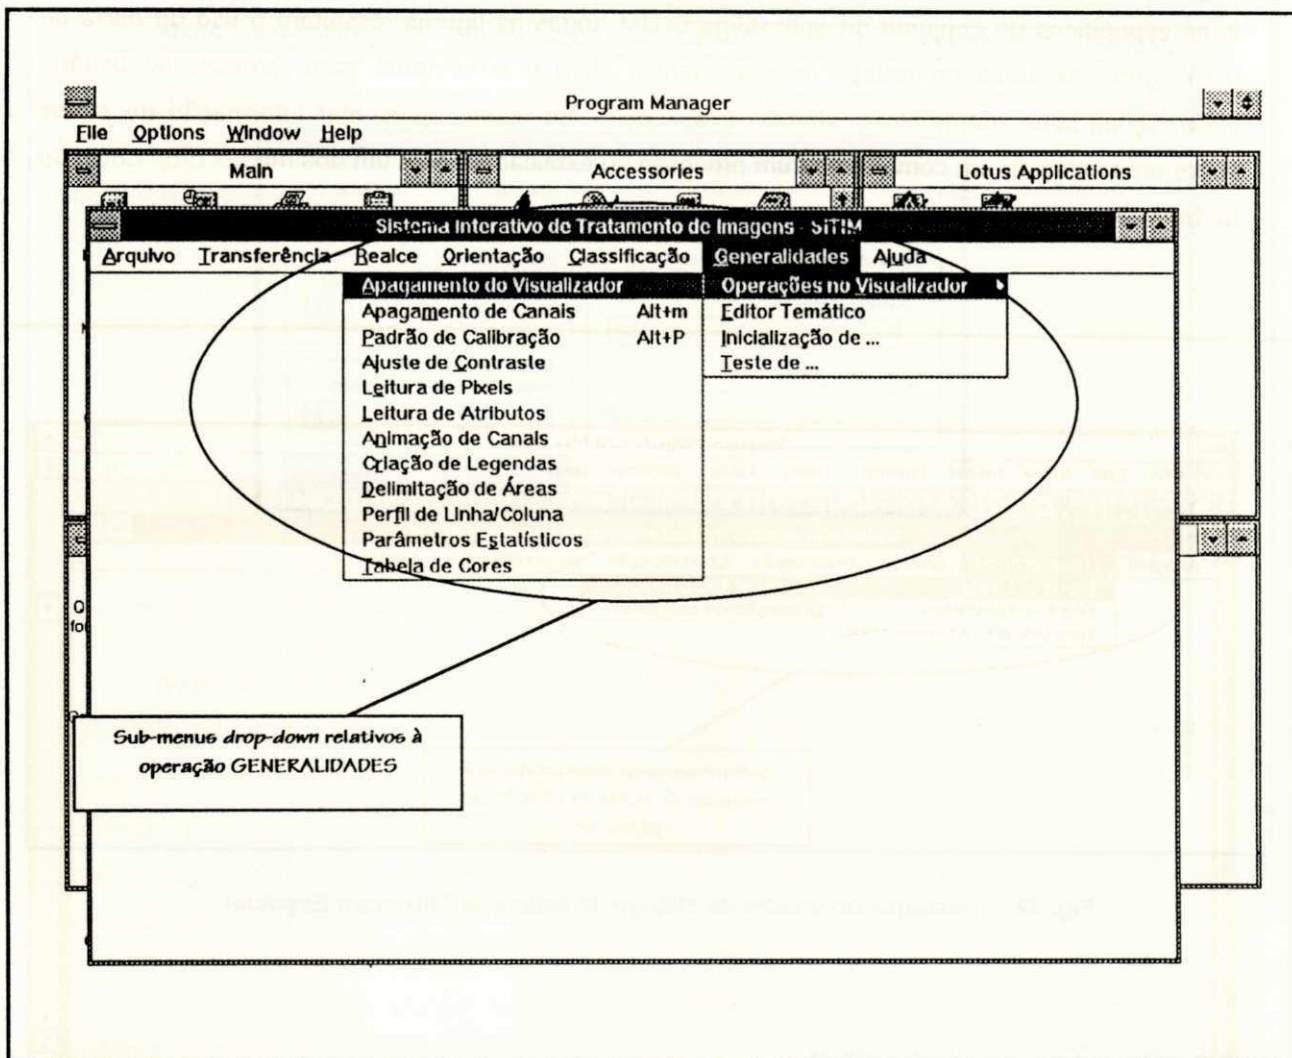 Program Manager
File Options Window Help
Main
Accessories
Lotus Applications
Sistema Interativo de Tratamento de Imagens - SITIM
Arquivo Transferência Realce Orientação Classificação Generalidades Ajuda
Apagamento do Visualizador
Apagamento de Canais Alt+m
Padrão de Calibração Alt+P
Ajuste de Contraste
Leitura de Pixels
Leitura de Atributos
Animação de Canais
Criação de Legendas
Delimitação de Áreas
Perfil de Linha/Coluna
Parâmetros Estatísticos
Tabela de Cores
Operações no Visualizador
Editor Temático
Inicialização de ...
Teste de ...
Sub-menus drop-down relativos à
operação GENERALIDADES